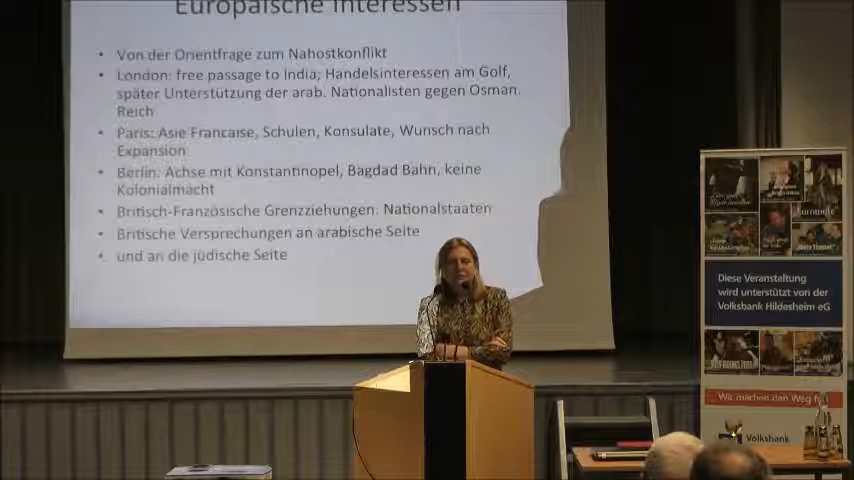 Europäische Interessen
• Von der Orientfrage zum Nahostkonflikt
• London: free passage to India; Handelsinteressen am Golf,
später Unterstützung der arab. Nationalisten gegen Osman.
Reich
• Paris: Asie Francaise, Schulen, Konsulate, Wunsch nach
Expansion
• Berlin: Achse mit Konstantinopel, Bagdad Bahn, keine
Kolonialmacht
• Britisch-Französische Grenzziehungen: Nationalstaaten
• Britische Versprechungen an arabische Seite
• und an die jüdische Seite
Diese Veranstaltung
wird unterstützt von der
Volksbank Hildesheim eG
Wir machen den Weg frei
Volksbank